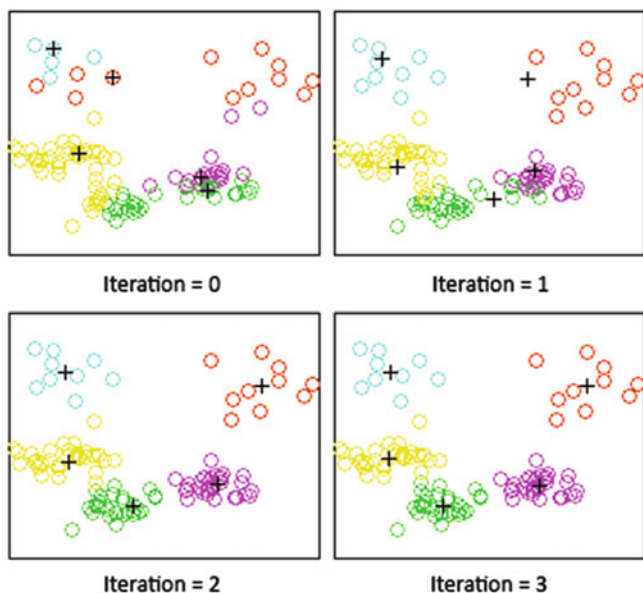 Iteration = 0
Iteration = 1
Iteration = 2
Iteration = 3